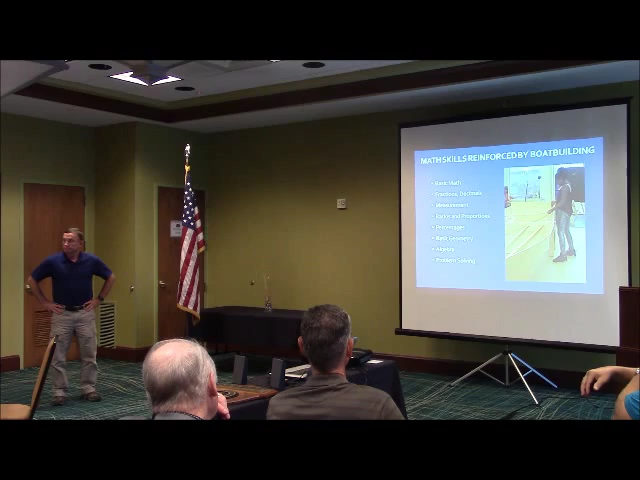 MATH SKILLS REINFORCED BY BOATBUILDING
• Basic Math
• Fractions, Decimals
• Measurement
• Ratios and Proportions
• Percentages
• Basic Geometry
• Algebra
• Problem Solving